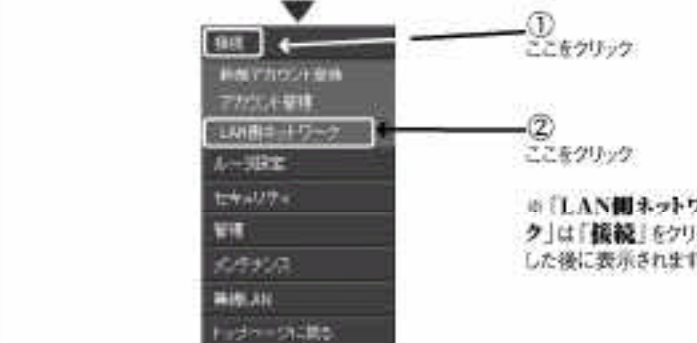 接続
①
ここをクリック
新規アカウント登録
アカウント管理
LAN側ネットワーク
②
ここをクリック
ルータ設定
セキュリティ
管理
メンテナンス
無線LAN
トップページに戻る
※「LAN側ネットワ
ク」は「接続」をクリ
した後に表示されます